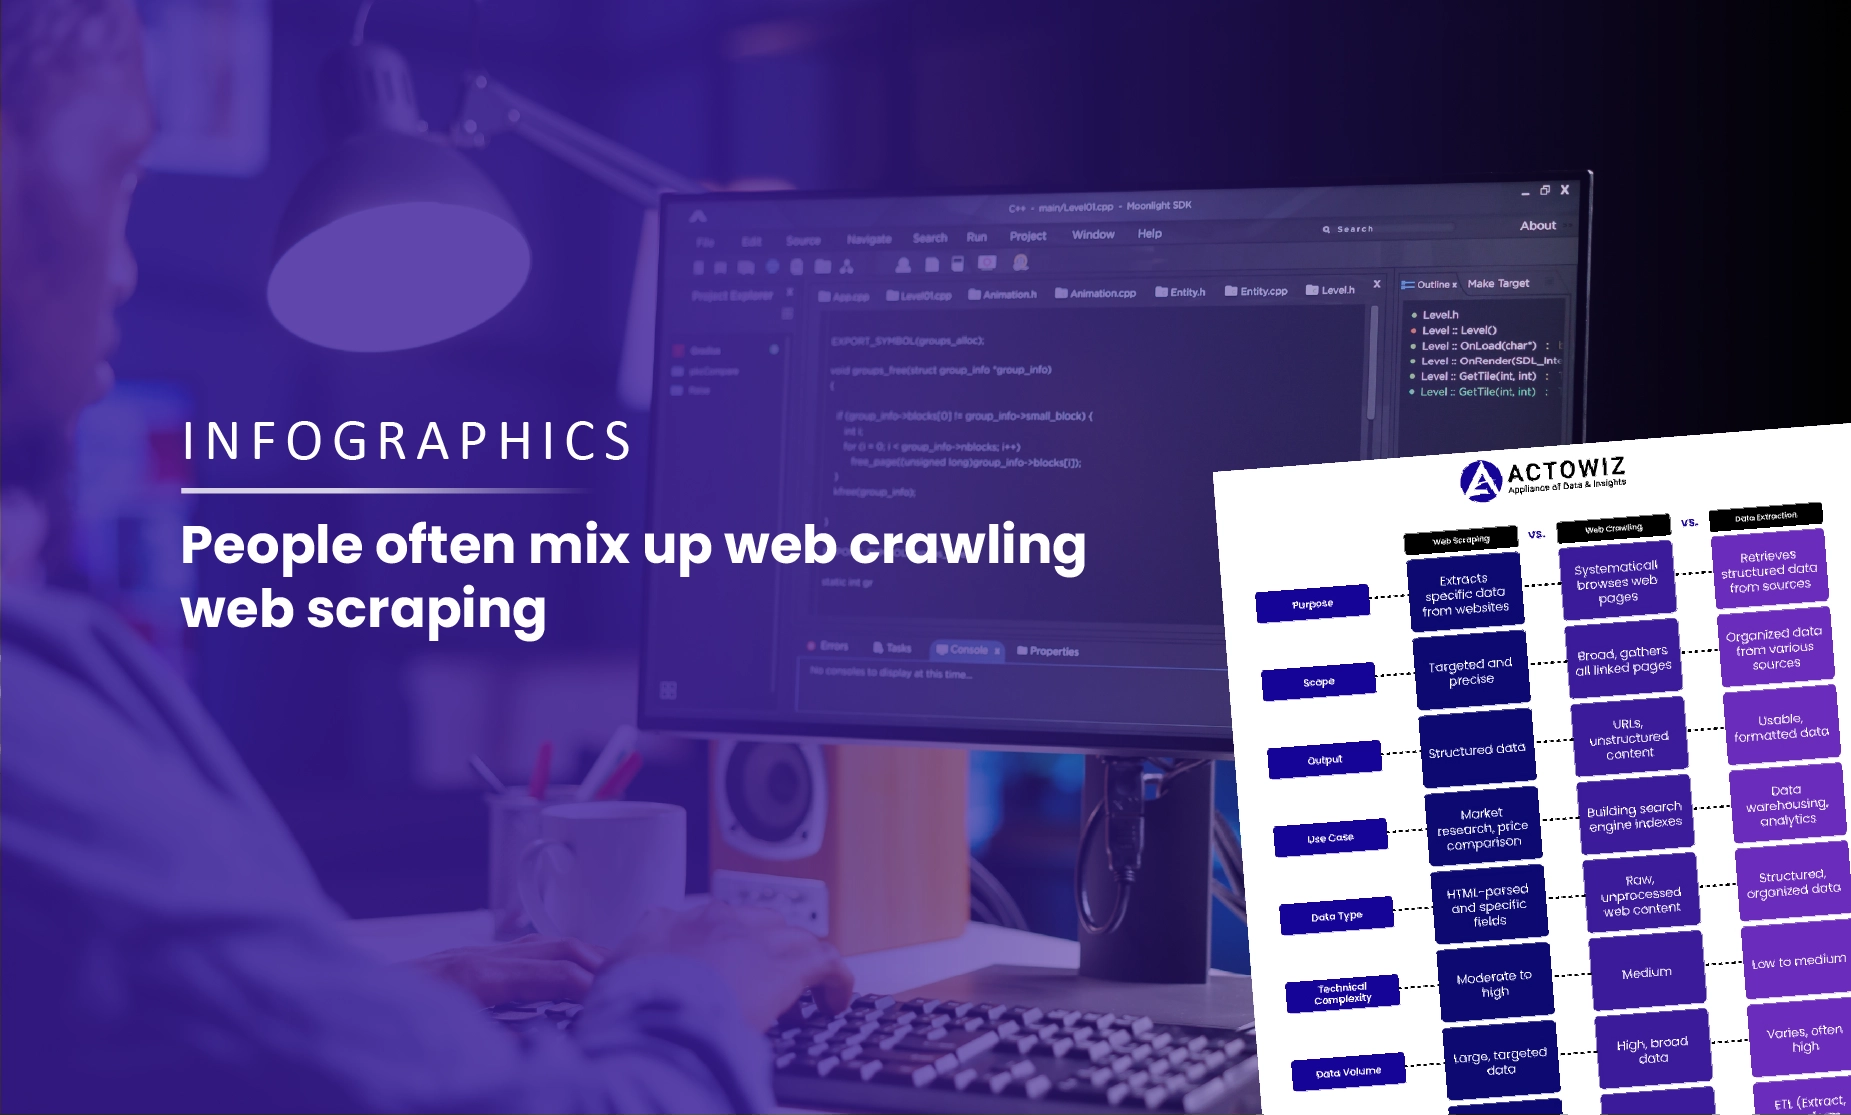 INFOGRAPHICS
People often mix up web crawling
web scraping
C++ - main/Level01.cpp - Moonlight SDK
File Edit Source Navigate Search Run Project Window Help
Search
About
Project Explorer x
App.cpp Level01.cpp Animation.h Animation.cpp Entity.h Entity.cpp Level.h x
Outline x Make Target
EXPORT_SYMBOL(groups_alloc);
void groups_free(struct group_info *group_info)
{
if (group_info->blocks[0] != group_info->small_block) {
int i;
for (i = 0; i < group_info->nblocks; i++)
free_page((unsigned long)group_info->blocks[i]);
}
kfree(group_info);
}
static int gr
Level.h
Level :: Level()
Level :: OnLoad(char*) :
Level :: OnRender(SDL_Inte
Level :: GetTile(int, int) :
Level :: GetTile(int, int) :
Errors Tasks Console x Properties
No consoles to display at this time...
ACTOWIZ
Appliance of Data & Insights
Web Scraping vs. Web Crawling vs. Data Extraction
Purpose
Extracts
specific data
from websites
Systematicall
browses web
pages
Retrieves
structured data
from sources
Scope
Targeted and
precise
Broad, gathers
all linked pages
Organized data
from various
sources
Output
Structured data
URLs,
unstructured
content
Usable,
formatted data
Use Case
Market
research, price
comparison
Building search
engine indexes
Data
warehousing,
analytics
Data Type
HTML-parsed
and specific
fields
Raw,
unprocessed
web content
Structured,
organized data
Technical
Complexity
Moderate to
high
Medium
Low to medium
Data Volume
Large, targeted
data
High, broad
data
Varies, often
high
ETL (Extract,